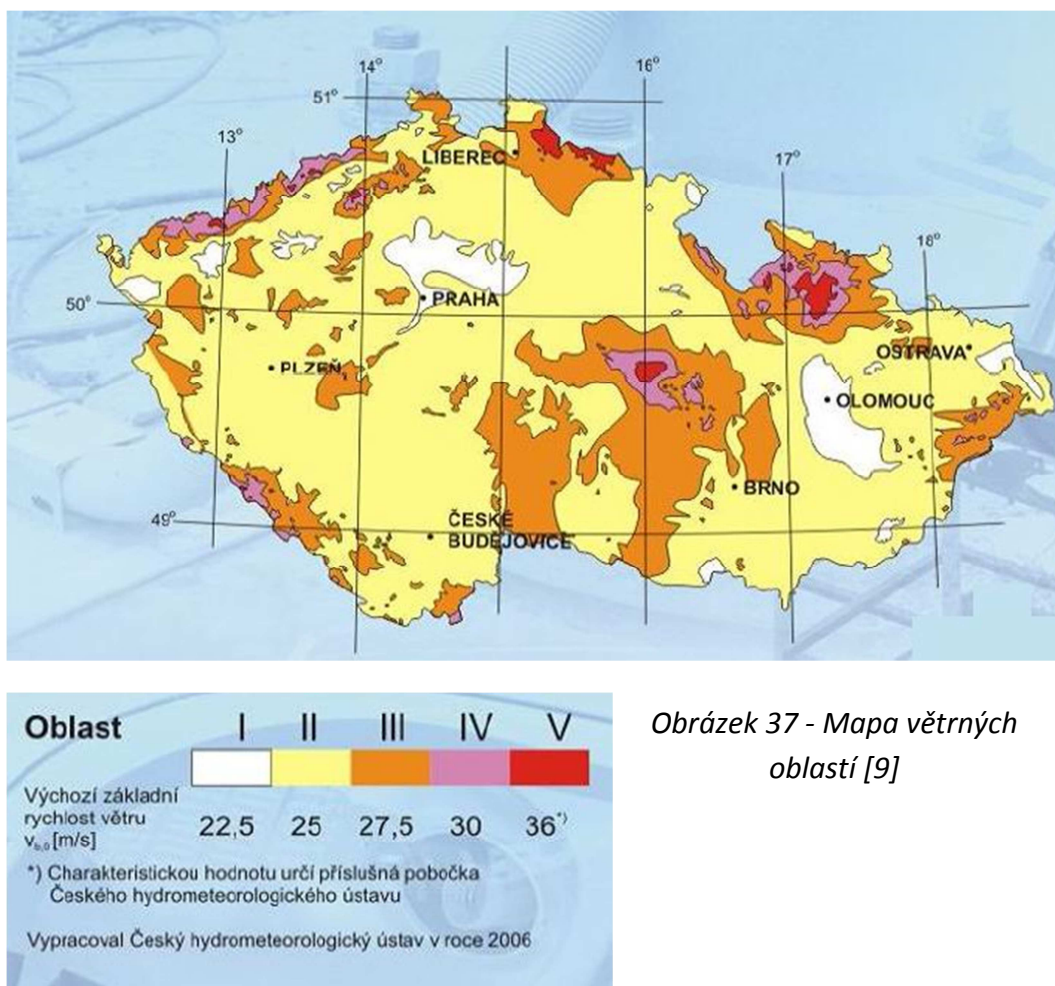 14°
16°
51°
13°
LIBEREC
17°
18°
50°
PRAHA
OSTRAVA
PLZEŇ
OLOMOUC
BRNO
49°
ČESKÉ
BUDĚJOVICE
Oblast I II III IV V
Výchozí základní
rychlost větru
v_b,0 [m/s]
22,5 25 27,5 30 36*)
*) Charakteristickou hodnotu určí příslušná pobočka
Českého hydrometeorologického ústavu
Vypracoval Český hydrometeorologický ústav v roce 2006
Obrázek 37 - Mapa větrných
oblastí [9]